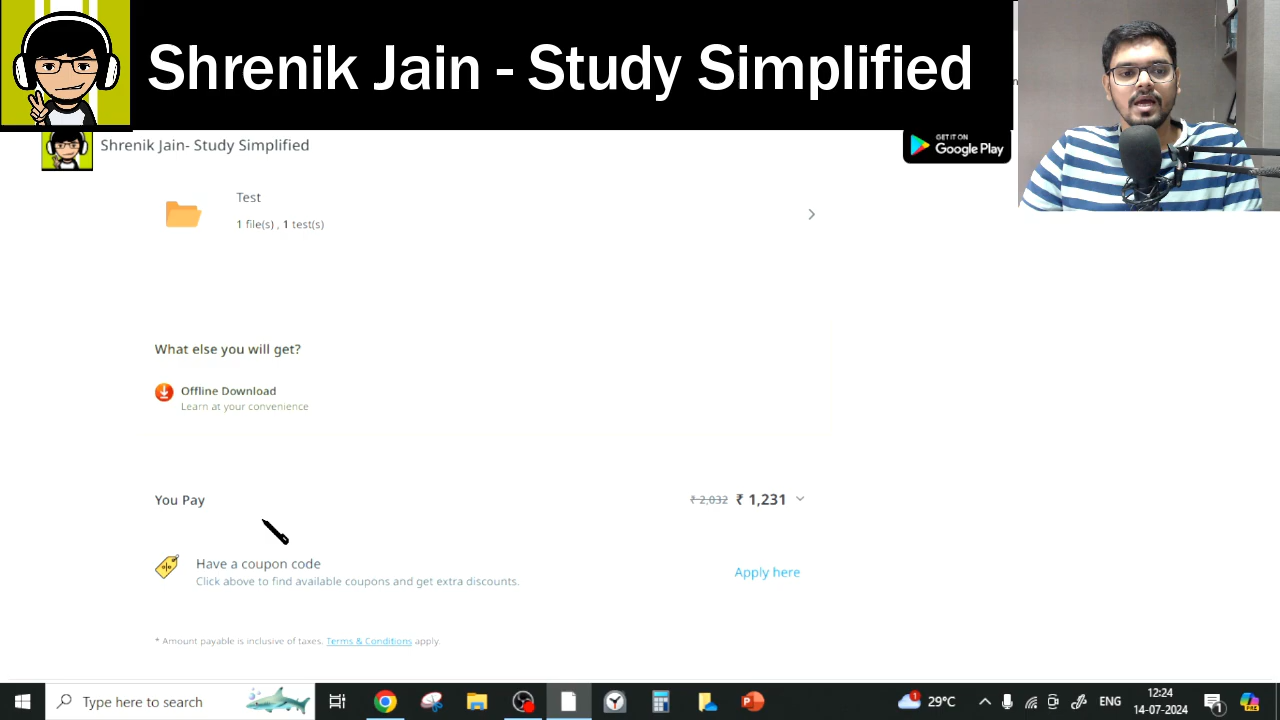 Shrenik Jain - Study Simplified
Shrenik Jain- Study Simplified
GET IT ON
Google Play
Test
1 file(s) , 1 test(s)
What else you will get?
Offline Download
Learn at your convenience
You Pay
₹ 2,032 ₹ 1,231
Have a coupon code
Click above to find available coupons and get extra discounts.
Apply here
* Amount payable is inclusive of taxes. Terms & Conditions apply.
Type here to search
1
29°C
ENG
12:24
14-07-2024
1